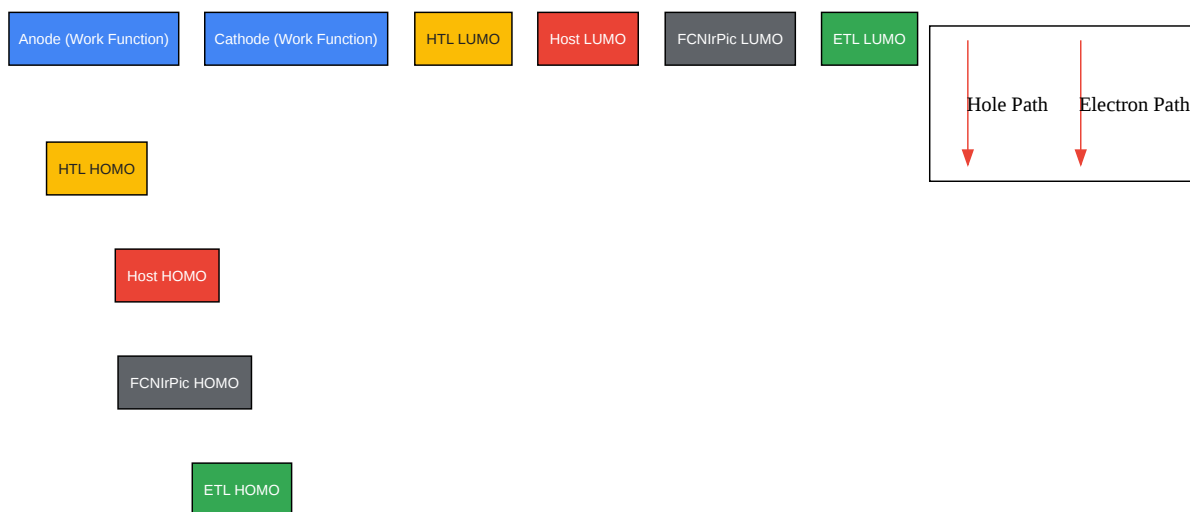 Anode (Work Function)
Cathode (Work Function)
HTL LUMO
Host LUMO
FCNIrPic LUMO
ETL LUMO
Hole Path
Electron Path
HTL HOMO
Host HOMO
FCNIrPic HOMO
ETL HOMO